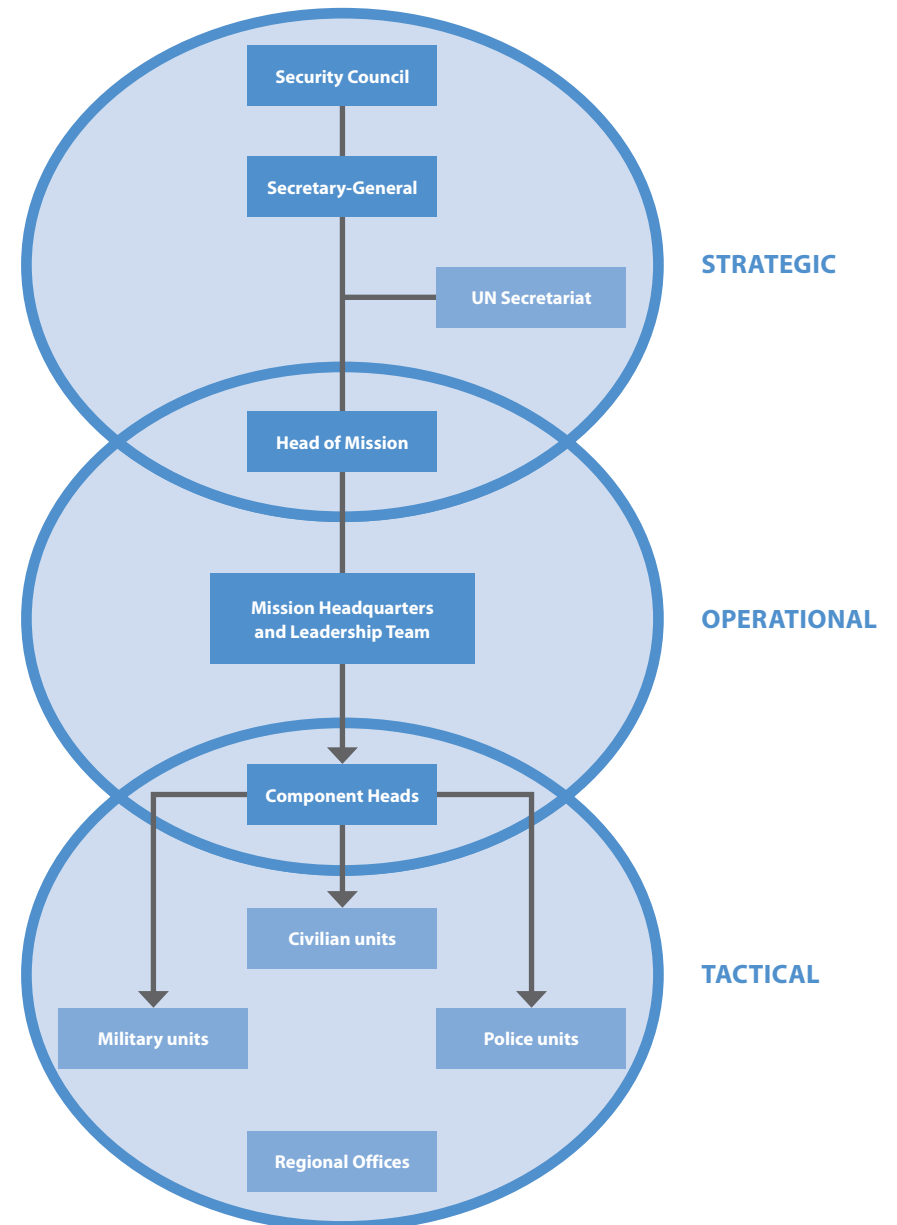 Security Council
Secretary-General
STRATEGIC
UN Secretariat
Head of Mission
Mission Headquarters
and Leadership Team
OPERATIONAL
Component Heads
Civilian units
TACTICAL
Military units
Police units
Regional Offices